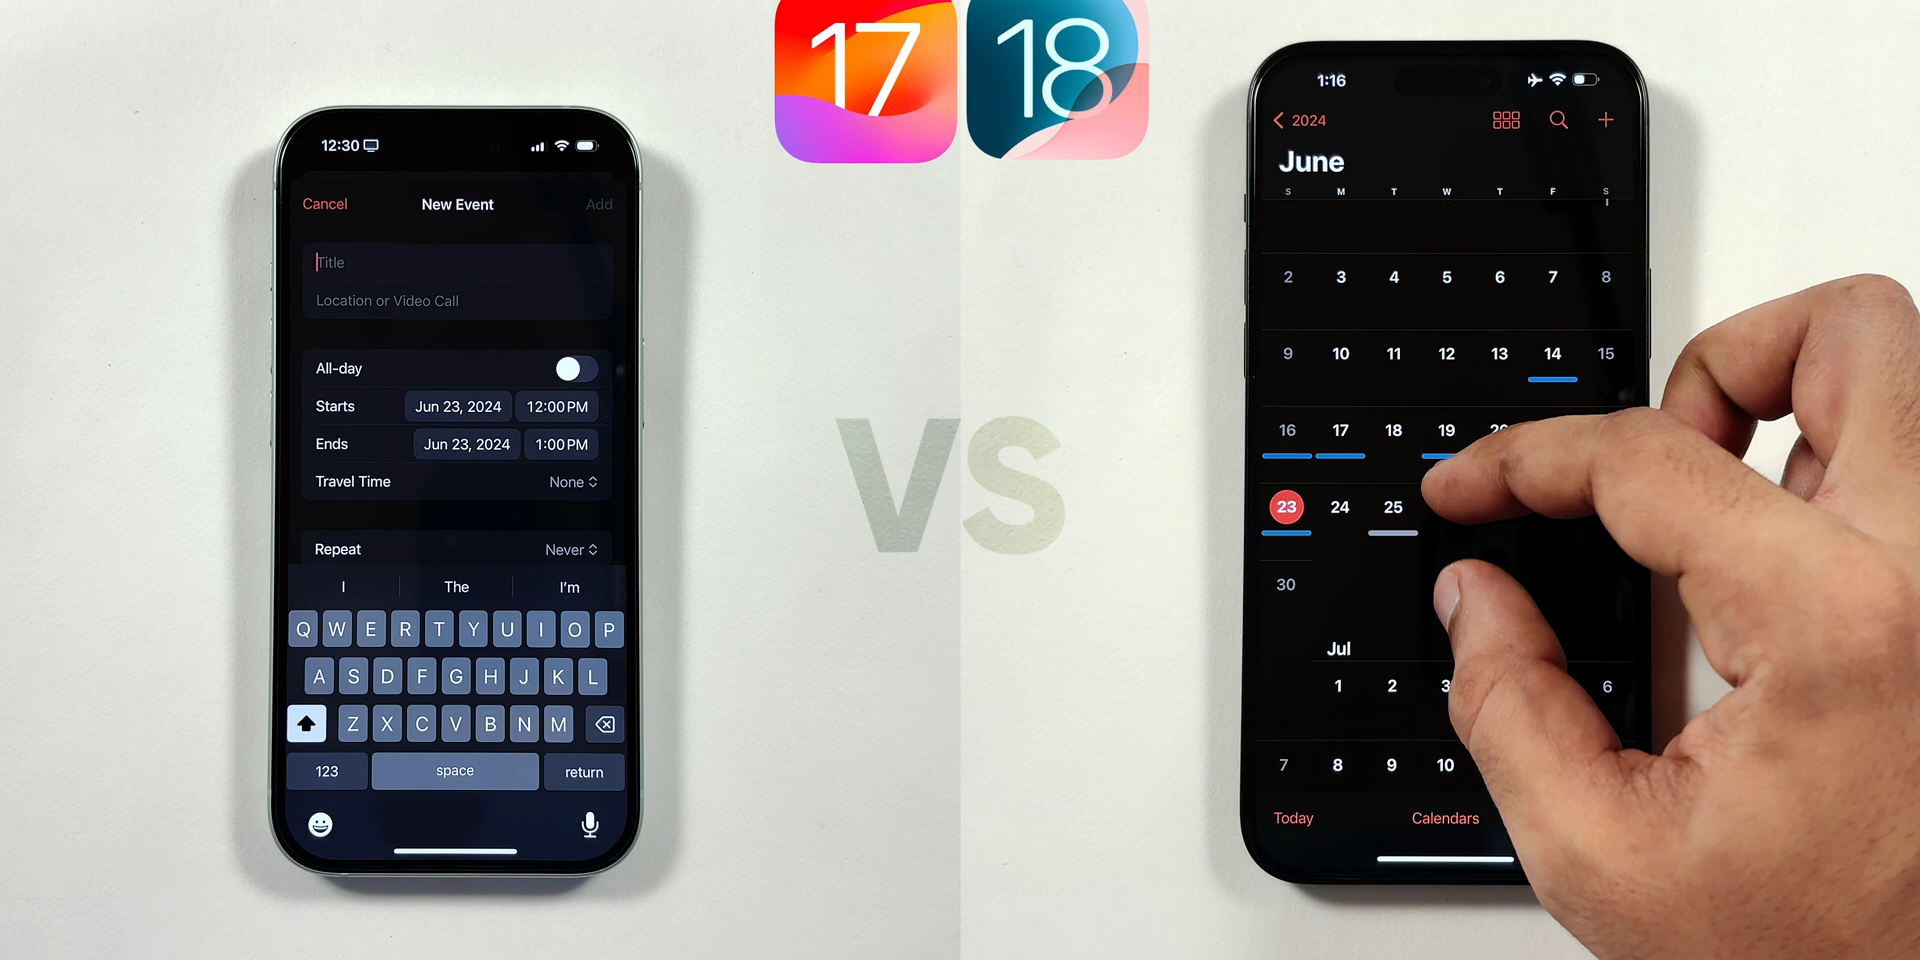 17
18
VS
12:30
Cancel New Event Add
Title
Location or Video Call
All-day
Starts Jun 23, 2024 12:00 PM
Ends Jun 23, 2024 1:00 PM
Travel Time None
Repeat Never
I The I'm
Q W E R T Y U I O P
A S D F G H J K L
Z X C V B N M
123 space return
1:16
2024
June
S M T W T F S
1
2 3 4 5 6 7 8
9 10 11 12 13 14 15
16 17 18 19
23 24 25
30
Jul
1 2 3 6
7 8 9 10
Today Calendars